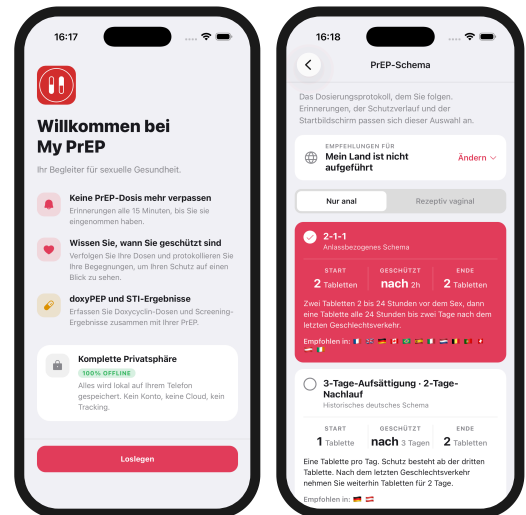 16:17
Willkommen bei
My PrEP
Ihr Begleiter für sexuelle Gesundheit.
Keine PrEP-Dosis mehr verpassen
Erinnerungen alle 15 Minuten, bis Sie sie
eingenommen haben.
Wissen Sie, wann Sie geschützt sind
Verfolgen Sie Ihre Dosen und protokollieren Sie
Ihre Begegnungen, um Ihren Schutz auf einen
Blick zu sehen.
doxyPEP und STI-Ergebnisse
Erfassen Sie Doxycyclin-Dosen und Screening-
Ergebnisse zusammen mit Ihrer PrEP.
Komplette Privatsphäre
100% OFFLINE
Alles wird lokal auf Ihrem Telefon
gespeichert. Kein Konto, keine Cloud, kein
Tracking.
Loslegen
16:18
PrEP-Schema
Das Dosierungsprotokoll, dem Sie folgen.
Erinnerungen, der Schutzverlauf und der
Startbildschirm passen sich dieser Auswahl an.
EMPFEHLUNGEN FÜR
Mein Land ist nicht
aufgeführt
Ändern
Nur anal
Rezeptiv vaginal
2-1-1
Anlassbezogenes Schema
START
GESCHÜTZT
ENDE
2 Tabletten
nach 2h
2 Tabletten
Zwei Tabletten 2 bis 24 Stunden vor dem Sex, dann
eine Tablette alle 24 Stunden bis zwei Tage nach dem
letzten Geschlechtsverkehr.
Empfohlen in:
3-Tage-Aufsättigung · 2-Tage-
Nachlauf
Historisches deutsches Schema
START
GESCHÜTZT
ENDE
1 Tablette
nach 3 Tagen
2 Tabletten
Eine Tablette pro Tag. Schutz besteht ab der dritten
Tablette. Nach dem letzten Geschlechtsverkehr
nehmen Sie weiterhin Tabletten für 2 Tage.
Empfohlen in: